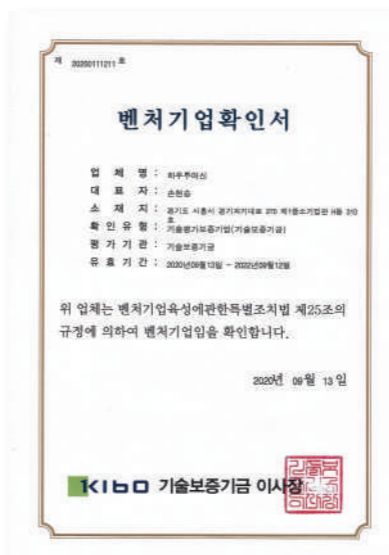 제 20200111211 호
벤처기업확인서
업 체 명 : 하우투머신
대 표 자 : 손현승
소 재 지 : 경기도 시흥시 경기과기대로 270 제1중소기업관 H동 310
호
확 인 유 형 : 기술평가보증기업(기술보증기금)
평 가 기 관 : 기술보증기금
유 효 기 간 : 2020년09월13일 ~ 2022년09월12일
위 업체는 벤처기업육성에관한특별조치법 제25조의
규정에 의하여 벤처기업임을 확인합니다.
2020년 09월 13일
KIBO 기술보증기금 이사장